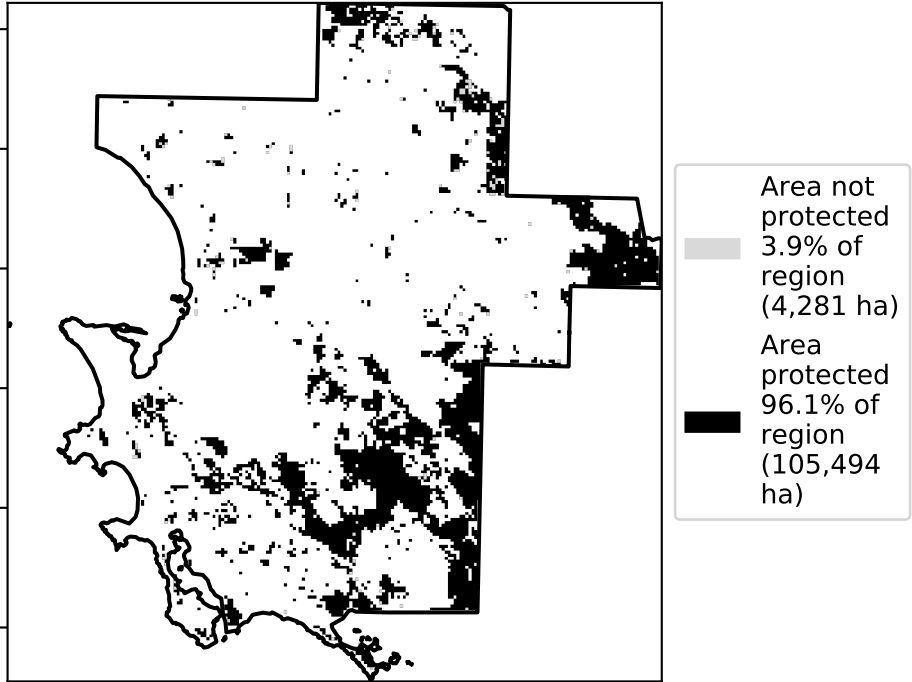 Area not
protected
3.9% of
region
(4,281 ha)
Area
protected
96.1% of
region
(105,494
ha)